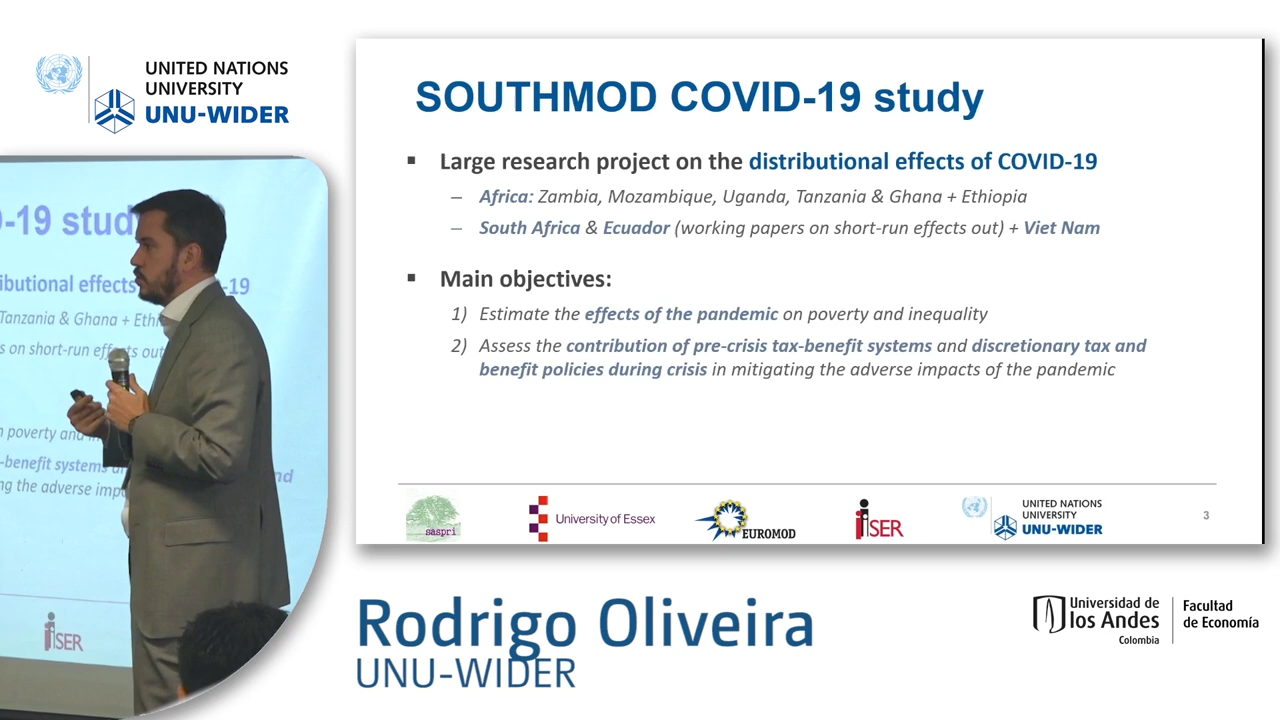 UNITED NATIONS
UNIVERSITY
UNU-WIDER
SOUTHMOD COVID-19 study
▪ Large research project on the distributional effects of COVID-19
– Africa: Zambia, Mozambique, Uganda, Tanzania & Ghana + Ethiopia
– South Africa & Ecuador (working papers on short-run effects out) + Viet Nam
▪ Main objectives:
1) Estimate the effects of the pandemic on poverty and inequality
2) Assess the contribution of pre-crisis tax-benefit systems and discretionary tax and
benefit policies during crisis in mitigating the adverse impacts of the pandemic
saspri
University of Essex
EUROMOD
iSER
UNITED NATIONS
UNIVERSITY
UNU-WIDER
3
-19 stud
ibutional effects -19
Tanzania & Ghana + Eth
s on short-run effects out
n poverty and
-benefit systems nd
ng the adverse imp
iSER
Rodrigo Oliveira
UNU-WIDER
Universidad de
los Andes
Colombia
Facultad
de Economía